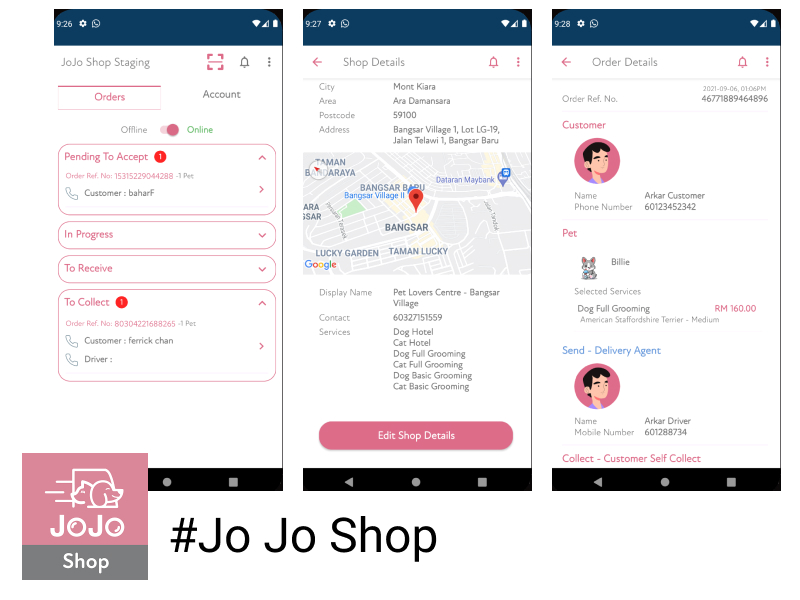 9:26
JoJo Shop Staging
Orders
Account
Offline
Online
Pending To Accept 1
Order Ref. No: 15315229044288 -1 Pet
Customer : baharF
In Progress
To Receive
To Collect 1
Order Ref. No: 80304221688265 -1 Pet
Customer : ferrick chan
Driver :
9:27
Shop Details
City Mont Kiara
Area Ara Damansara
Postcode 59100
Address Bangsar Village 1, Lot LG-19,
Jalan Telawi 1, Bangsar Baru
TAMAN
BANDARAYA
Dataran Maybank
BANGSAR BARU
Bangsar Village II
ARA
GSAR
BANGSAR
LUCKY GARDEN
TAMAN LUCKY
Google
Display Name Pet Lovers Centre - Bangsar
Village
Contact 60327151559
Services Dog Hotel
Cat Hotel
Dog Full Grooming
Cat Full Grooming
Dog Basic Grooming
Cat Basic Grooming
Edit Shop Details
9:28
Order Details
2021-09-06, 01:06PM
Order Ref. No. 46771889464896
Customer
Name Arkar Customer
Phone Number 60123452342
Pet
Billie
Selected Services
Dog Full Grooming RM 160.00
American Staffordshire Terrier - Medium
Send - Delivery Agent
Name Arkar Driver
Mobile Number 601288734
Collect - Customer Self Collect
JOJO
Shop
#Jo Jo Shop